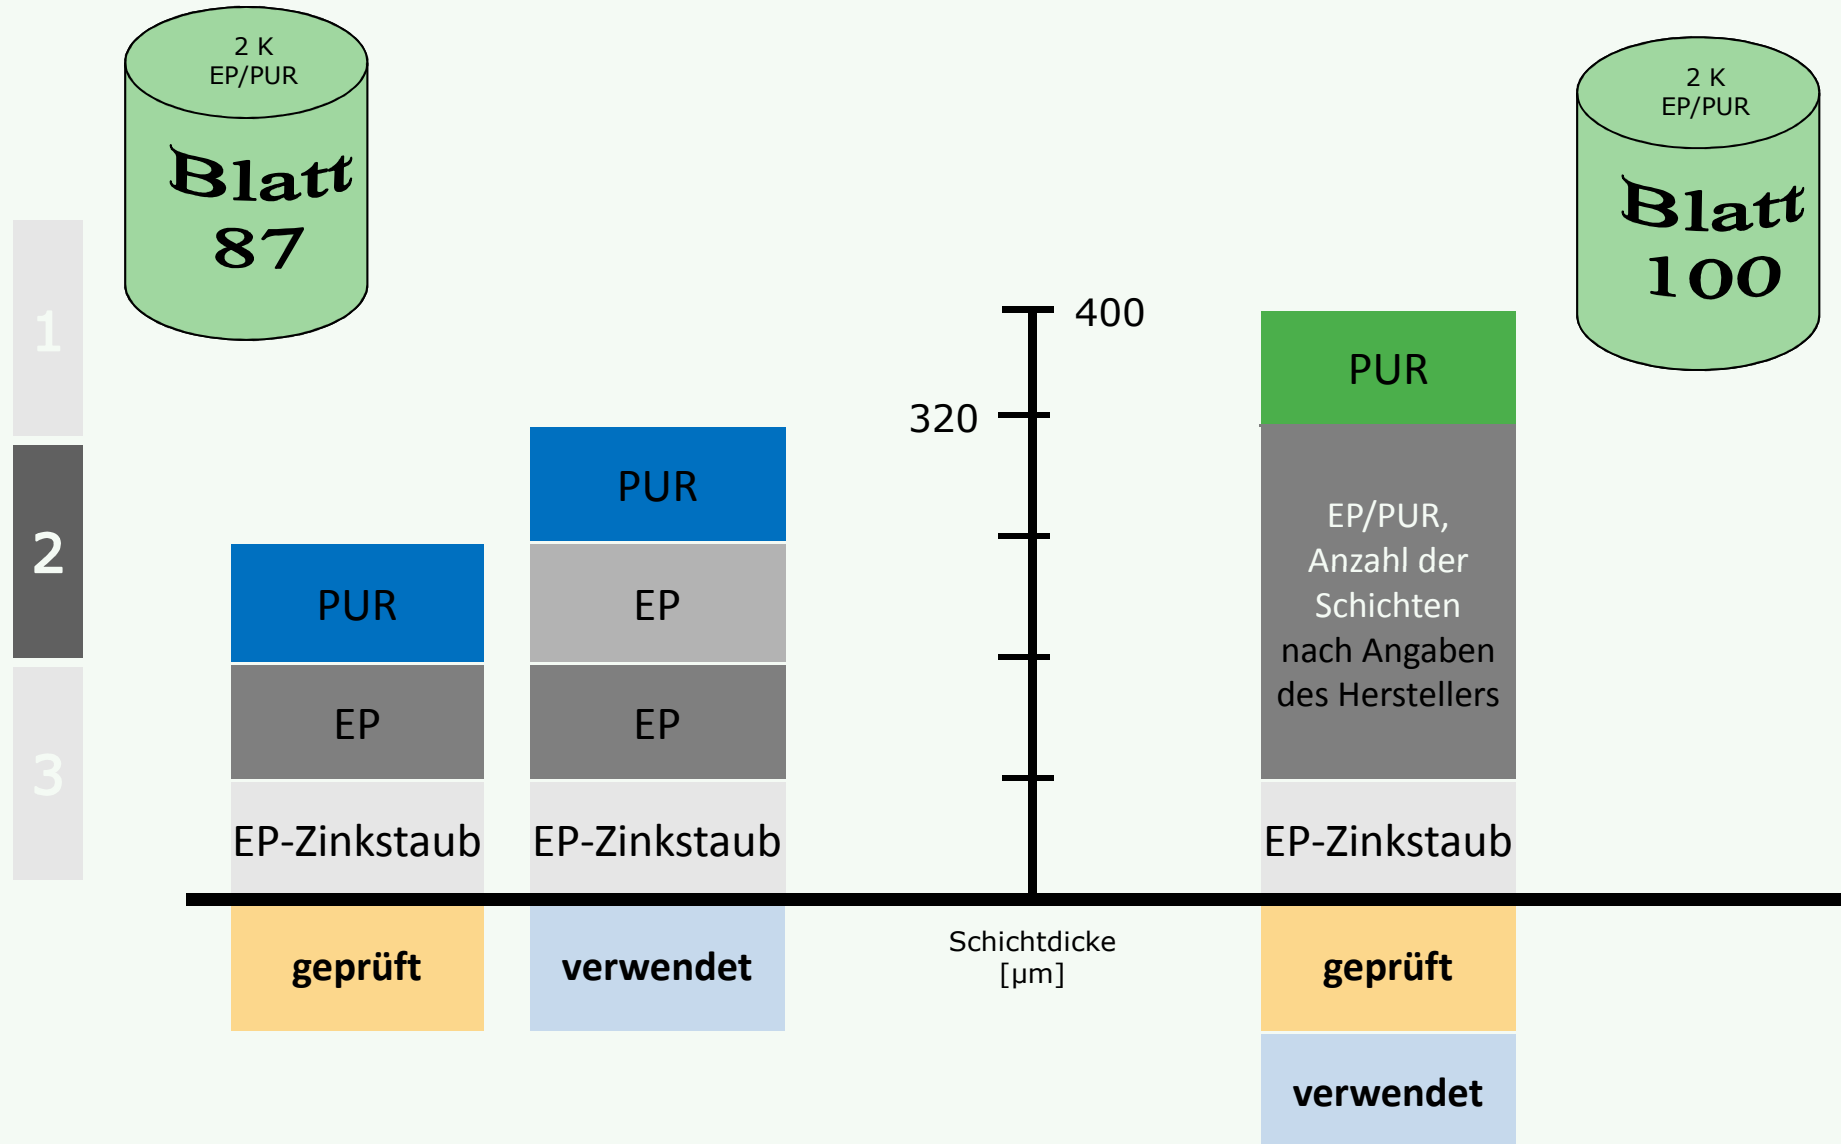 2 K
EP/PUR
Blatt
87
2 K
EP/PUR
Blatt
100
1
2
3
400
320
PUR
EP
EP-Zinkstaub
geprüft
PUR
EP
EP
EP-Zinkstaub
verwendet
Schichtdicke
[µm]
PUR
EP/PUR,
Anzahl der
Schichten
nach Angaben
des Herstellers
EP-Zinkstaub
geprüft
verwendet